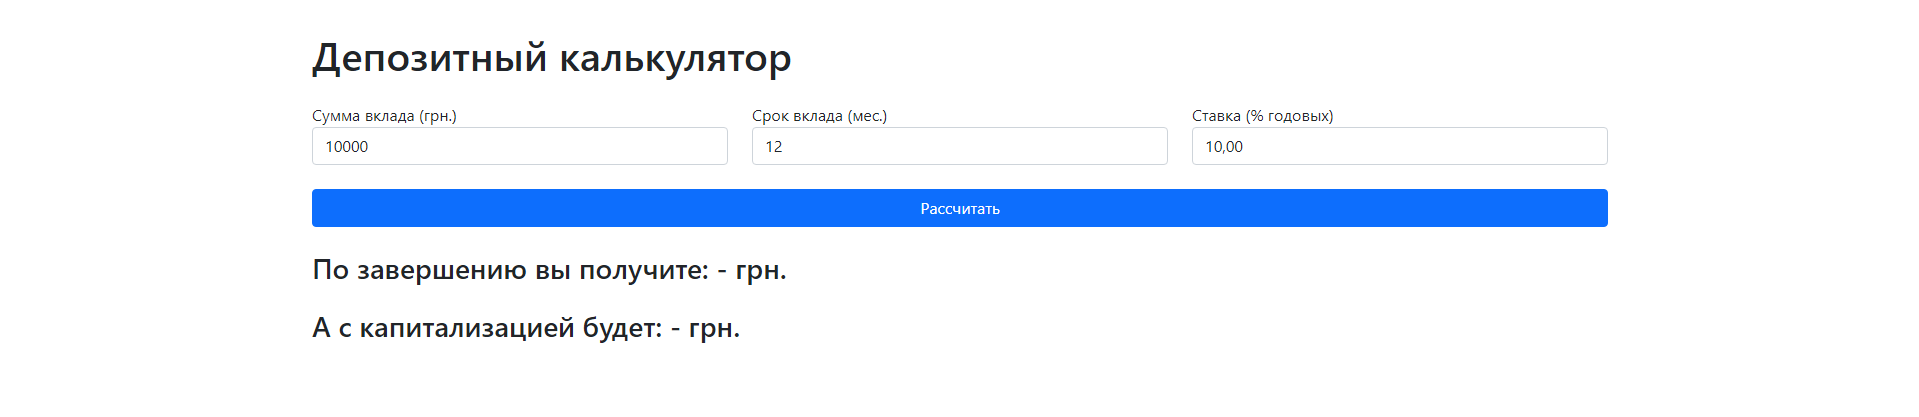 Депозитный калькулятор
Сумма вклада (грн.) Срок вклада (мес.) Ставка (% годовых)
10000 12 10,00
Рассчитать
По завершению вы получите: - грн.
А с капитализацией будет: - грн.